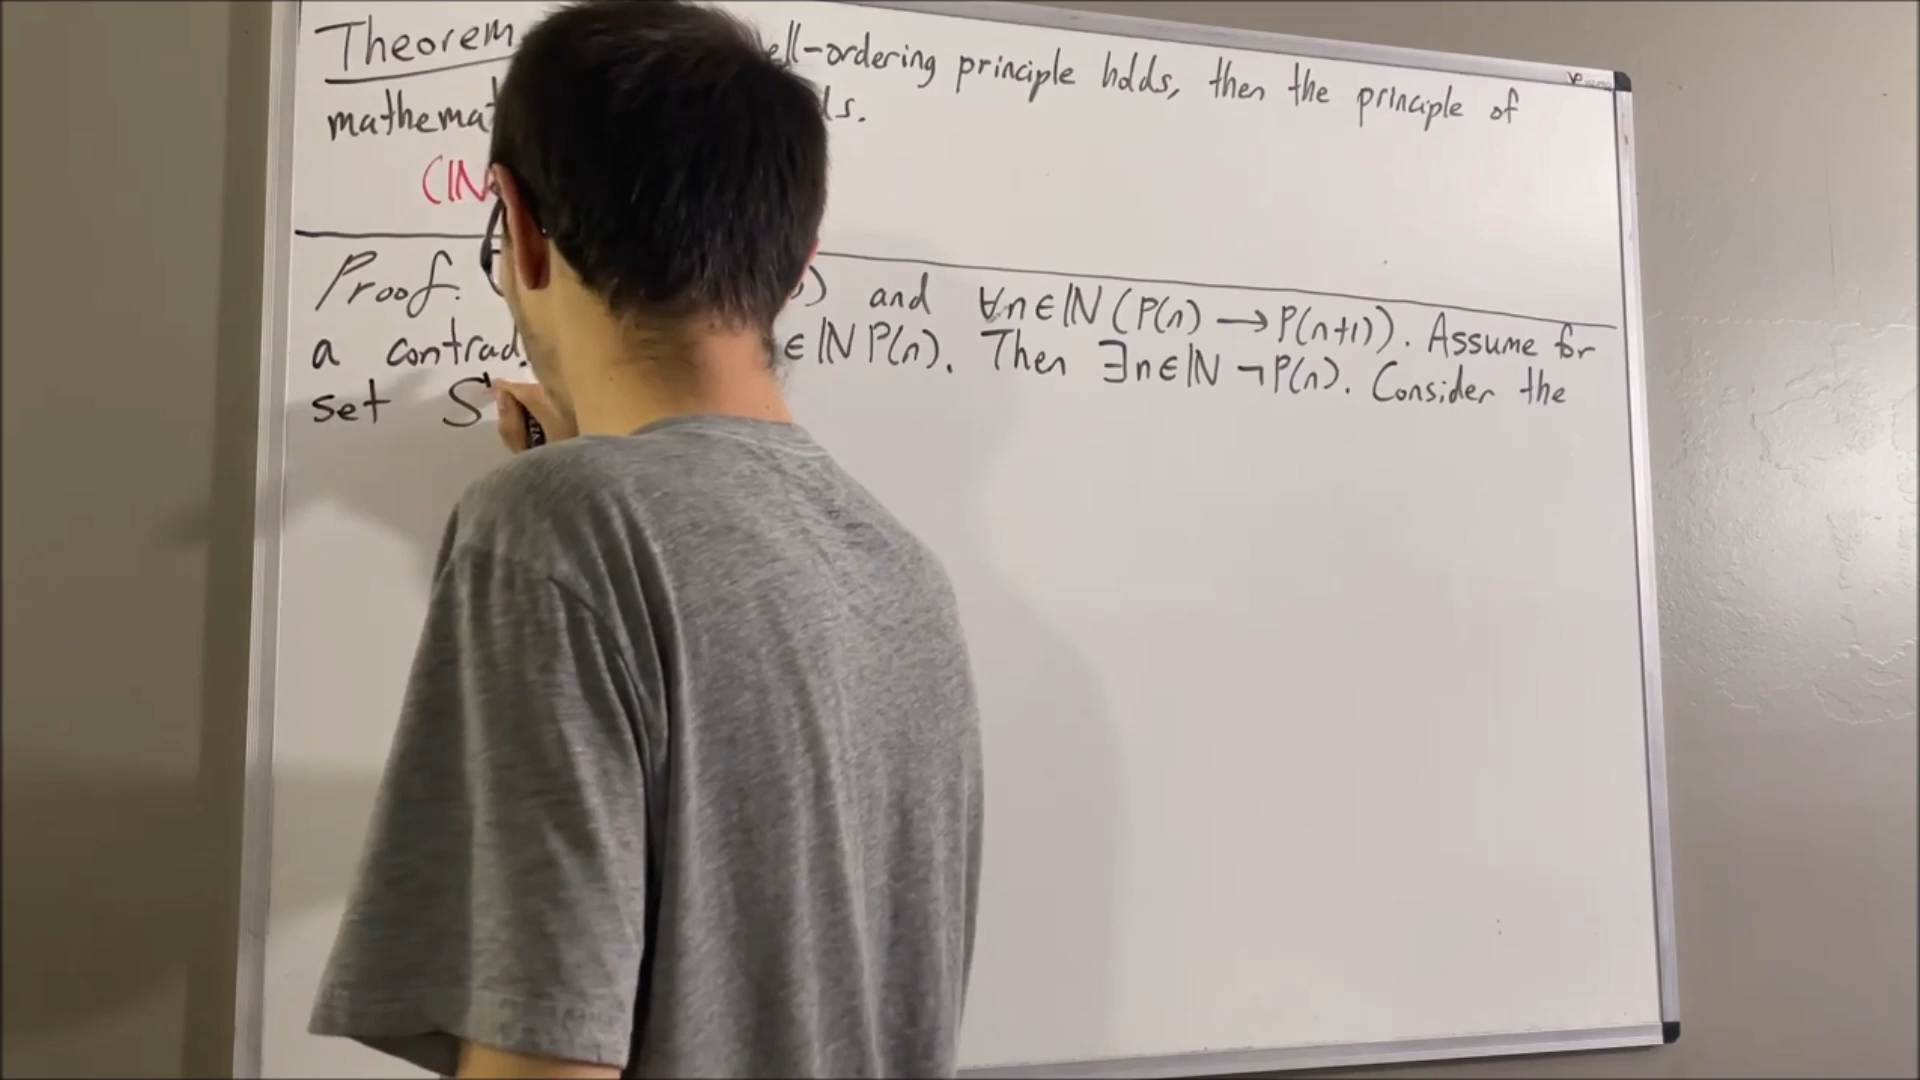 Theorem ell-ordering principle holds, then the principle of
mathemat ls.
(IN
Proof. ) and ∀n∈ℕ (P(n) → P(n+1)). Assume for
a contrad ∈ℕ P(n). Then ∃n∈ℕ ¬P(n). Consider the
set S